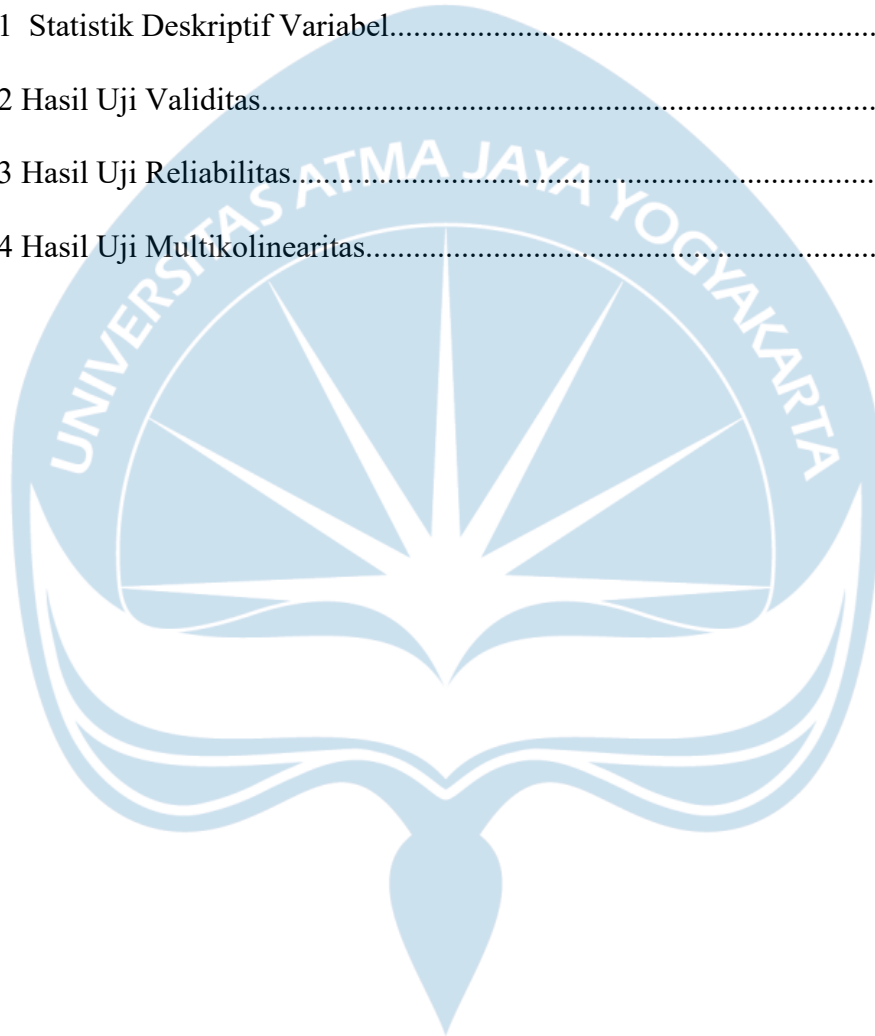 1 Statistik Deskriptif Variabel......................................................................
2 Hasil Uji Validitas......................................................................................
3 Hasil Uji Reliabilitas..................................................................................
4 Hasil Uji Multikolinearitas.........................................................................
UNIVERSITAS ATMA JAYA YOGYAKARTA